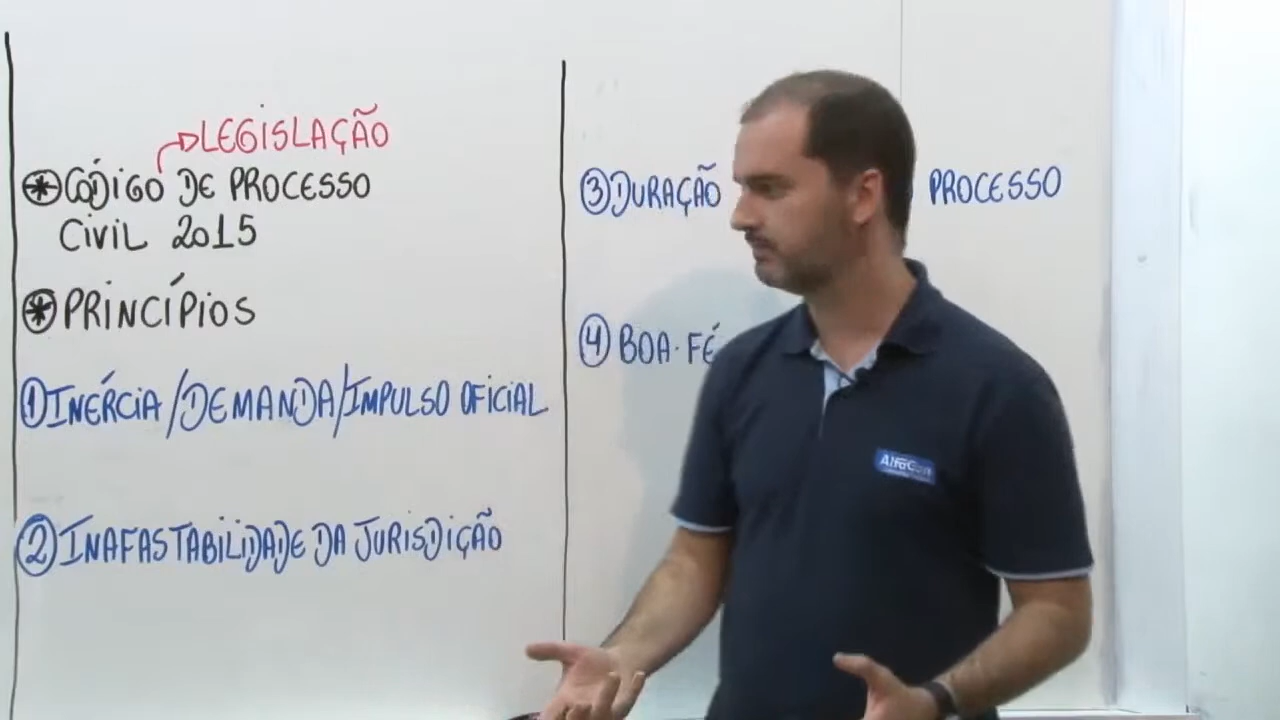 LEGISLAÇÃO
* CÓDIGO DE PROCESSO
CIVIL 2015
* PRINCÍPIOS
1 INÉRCIA/DEMANDA/IMPULSO OFICIAL
2 INAFASTABILIDADE DA JURISDIÇÃO
3 DURAÇÃO PROCESSO
4 BOA-FÉ
AlfaCon